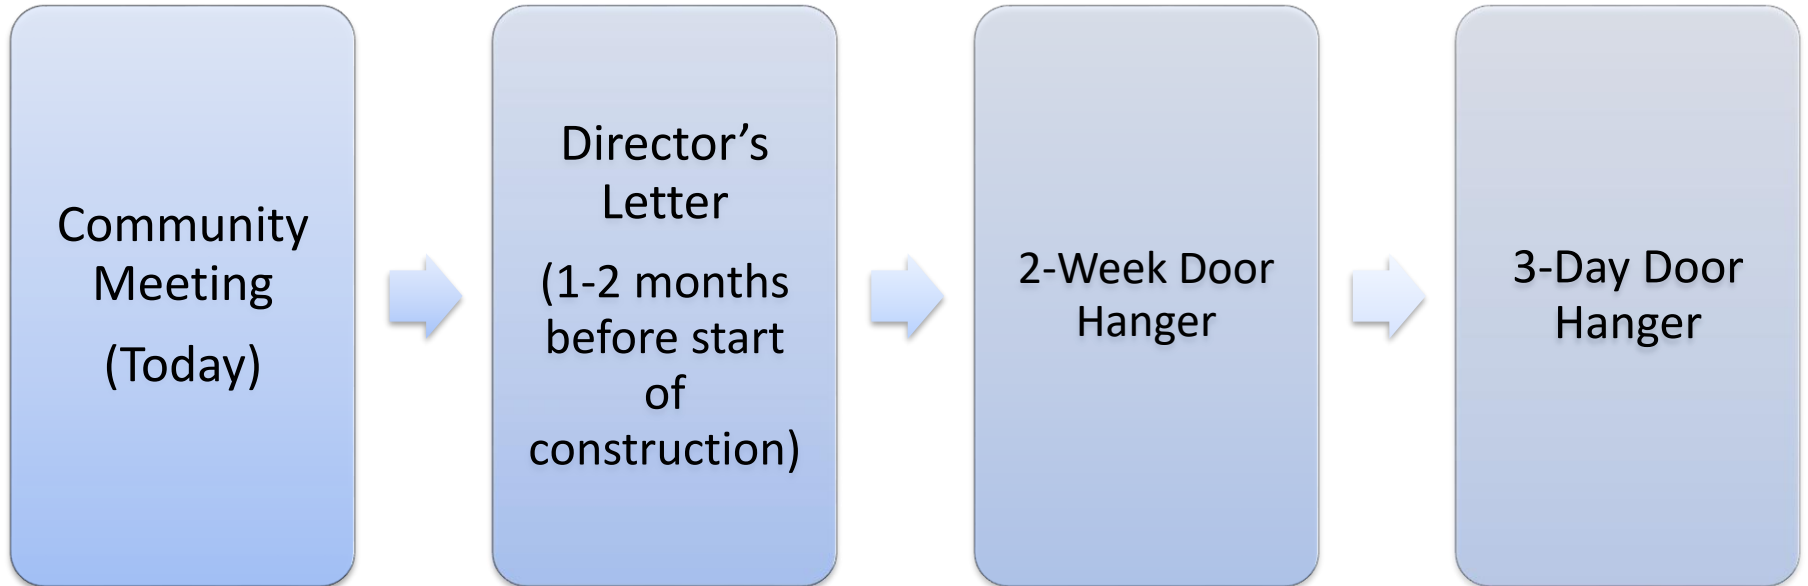 Community
Meeting
(Today)
Director’s
Letter
(1-2 months
before start
of
construction)
2-Week Door
Hanger
3-Day Door
Hanger